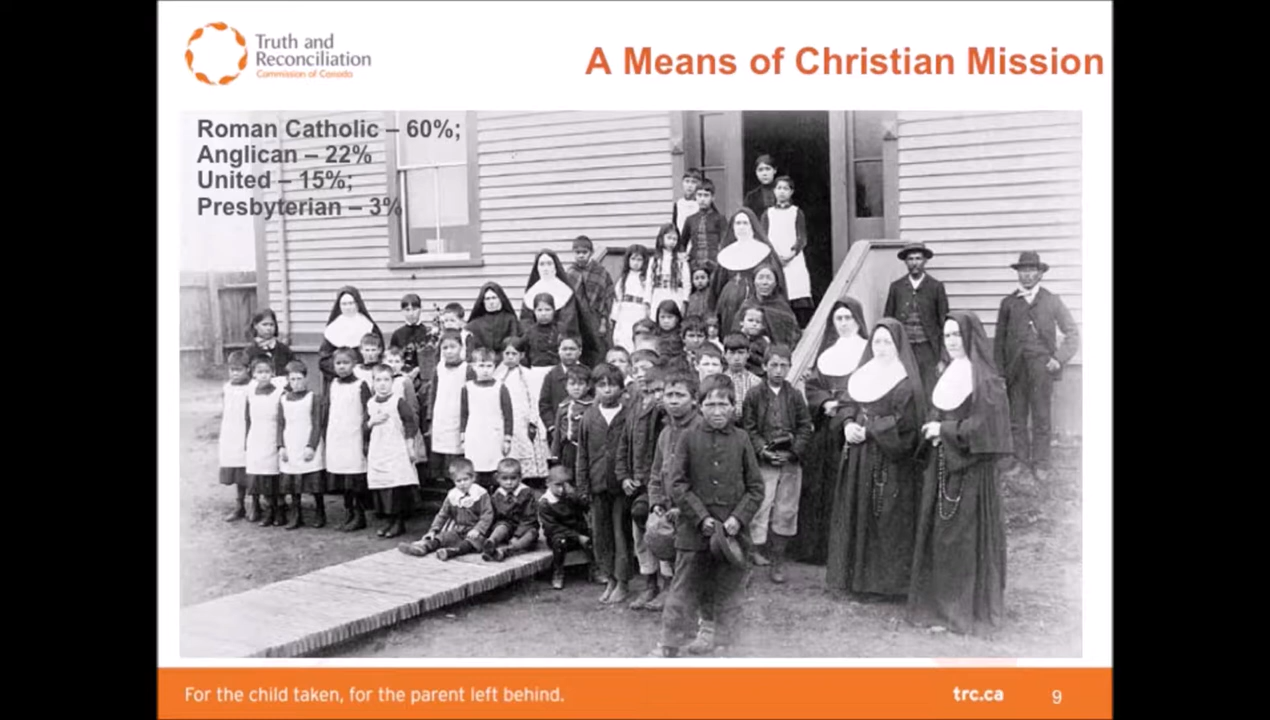 Truth and
Reconciliation
Commission of Canada
A Means of Christian Mission
Roman Catholic – 60%;
Anglican – 22%
United – 15%;
Presbyterian – 3%
For the child taken, for the parent left behind.
trc.ca
9